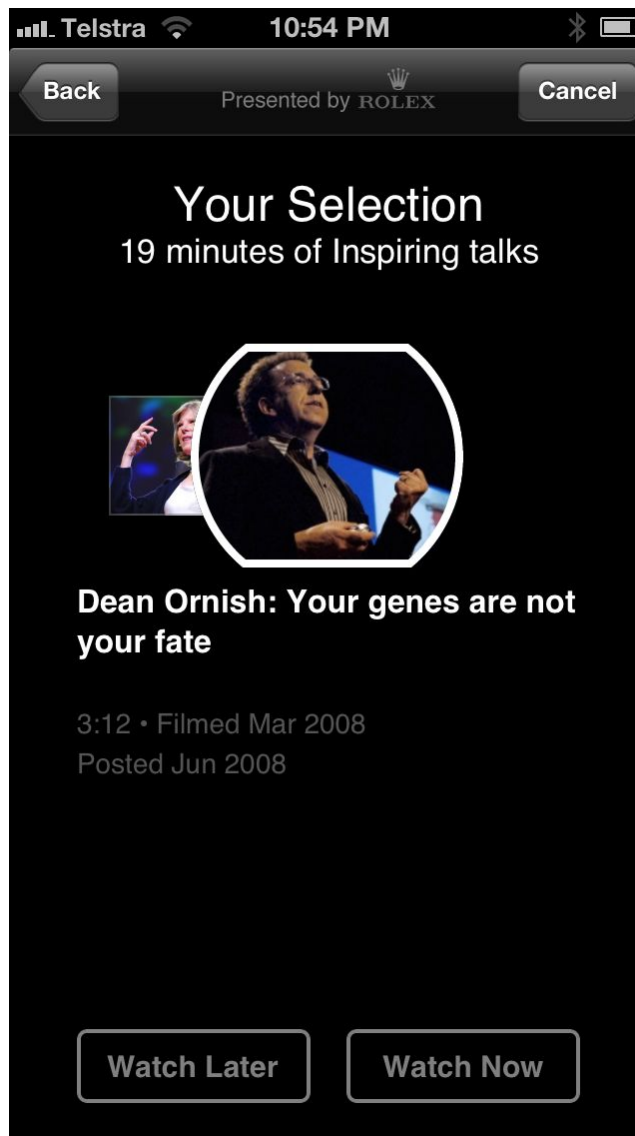 Telstra 10:54 PM
Back Presented by ROLEX Cancel
Your Selection
19 minutes of Inspiring talks
Dean Ornish: Your genes are not
your fate
3:12 • Filmed Mar 2008
Posted Jun 2008
Watch Later Watch Now